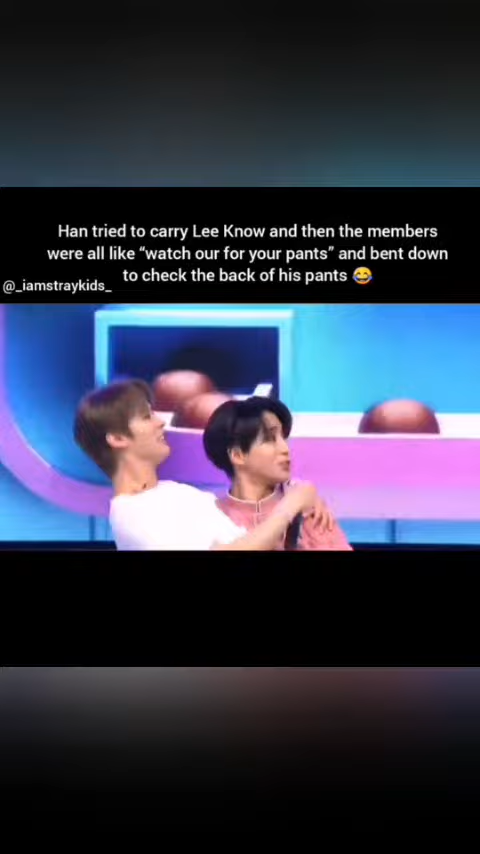 Han tried to carry Lee Know and then the members
were all like “watch our for your pants” and bent down
to check the back of his pants 😂
@_iamstraykids_